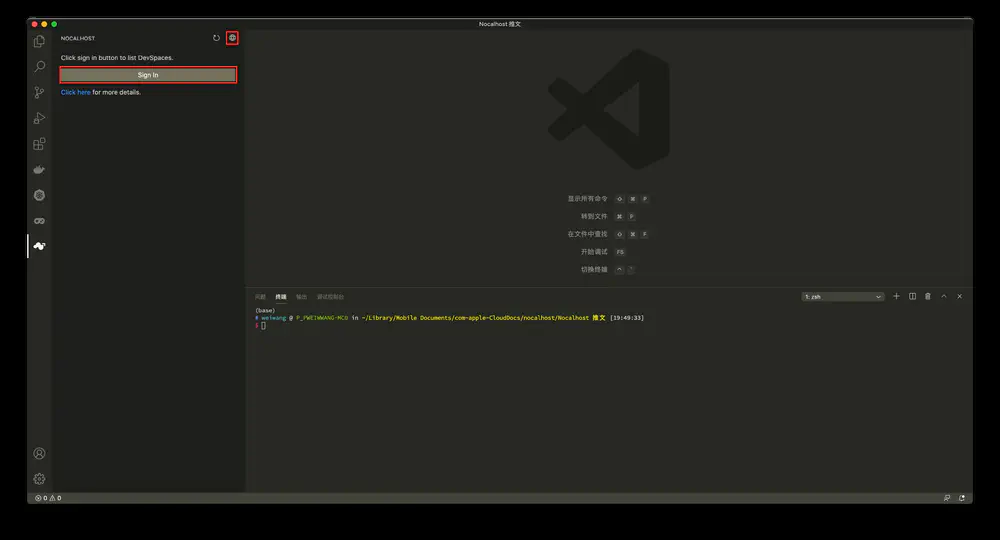 Nocalhost 推文
NOCALHOST
Click sign in button to list DevSpaces.
Sign In
Click here for more details.
显示所有命令 ⇧ ⌘ P
转到文件 ⌘ P
在文件中查找 ⇧ ⌘ F
开始调试 F5
切换终端 ^ `
问题 终端 输出 调试控制台 1: zsh
(base)
# weiwang @ P_PWEIWWANG-MC0 in ~/Library/Mobile Documents/com~apple~CloudDocs/nocalhost/Nocalhost 推文 [19:49:33]
$
0 0